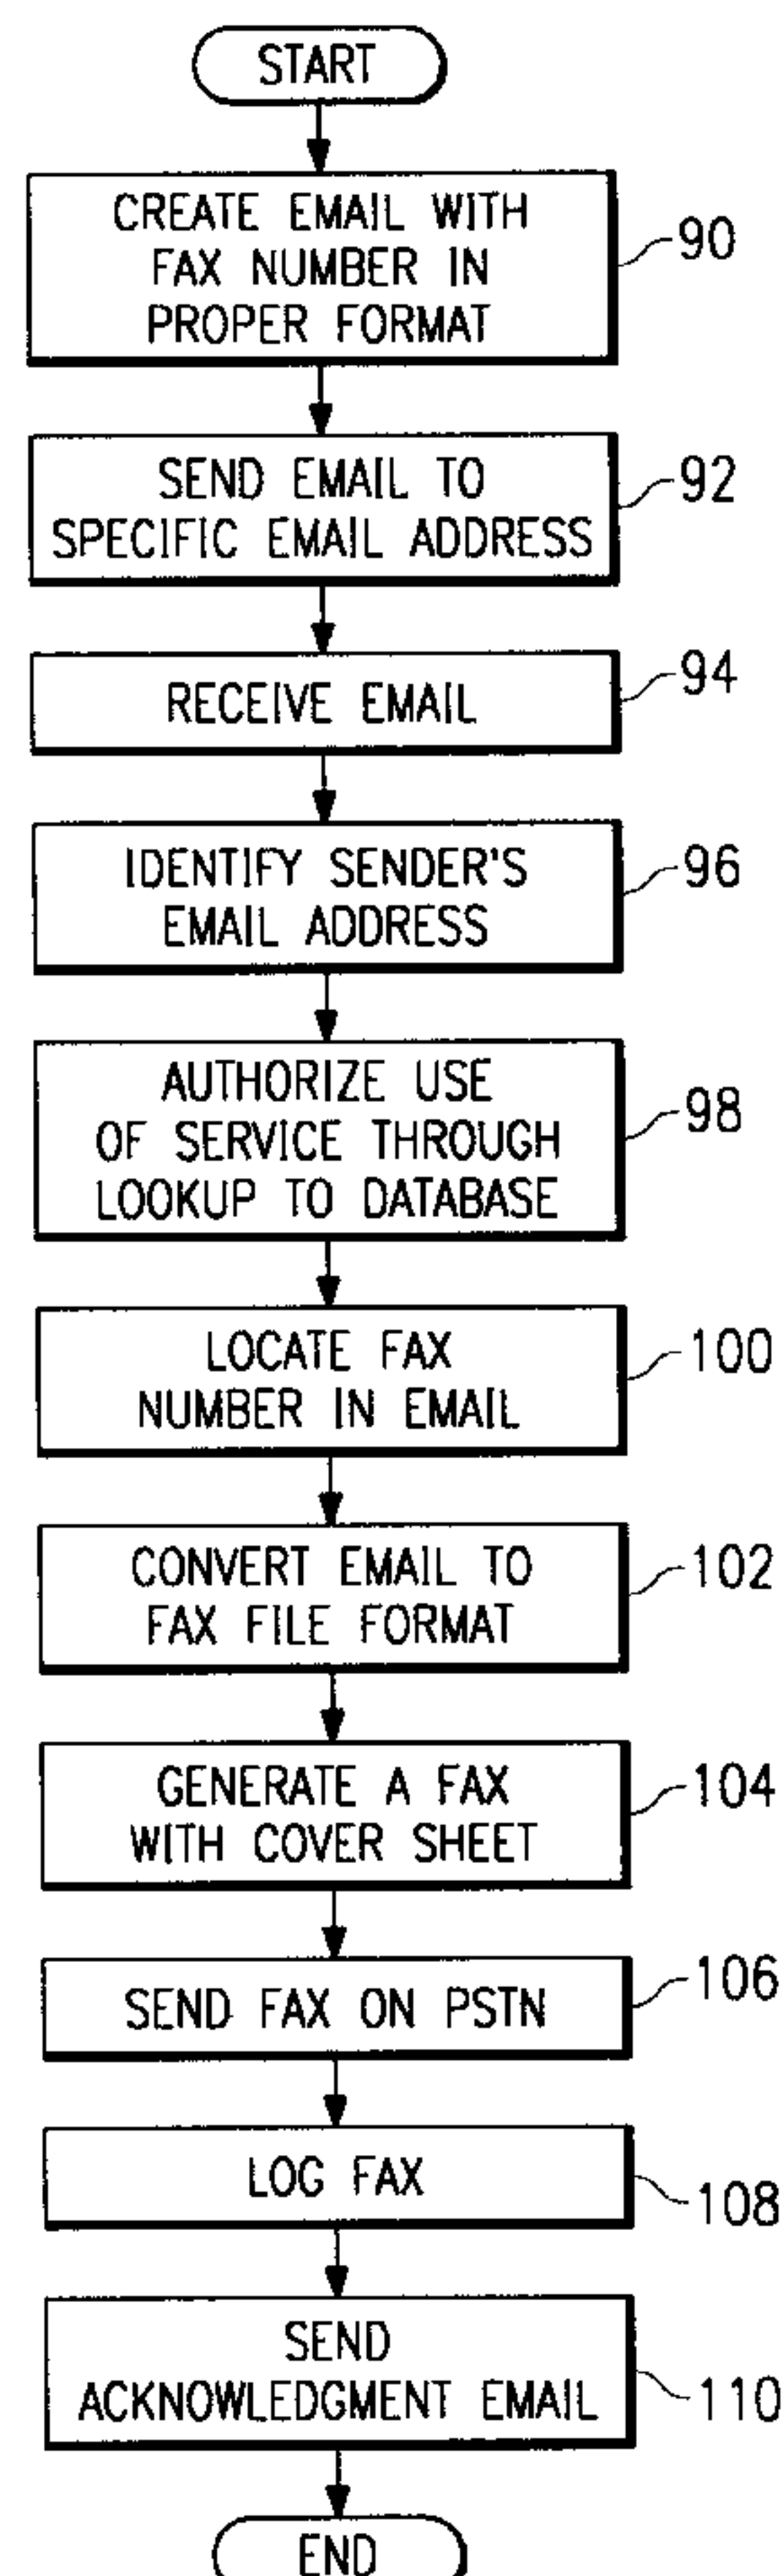 START
CREATE EMAIL WITH
FAX NUMBER IN
PROPER FORMAT
90
SEND EMAIL TO
SPECIFIC EMAIL ADDRESS
92
RECEIVE EMAIL
94
IDENTIFY SENDER'S
EMAIL ADDRESS
96
AUTHORIZE USE
OF SERVICE THROUGH
LOOKUP TO DATABASE
98
LOCATE FAX
NUMBER IN EMAIL
100
CONVERT EMAIL TO
FAX FILE FORMAT
102
GENERATE A FAX
WITH COVER SHEET
104
SEND FAX ON PSTN
106
LOG FAX
108
SEND
ACKNOWLEDGMENT EMAIL
110
END